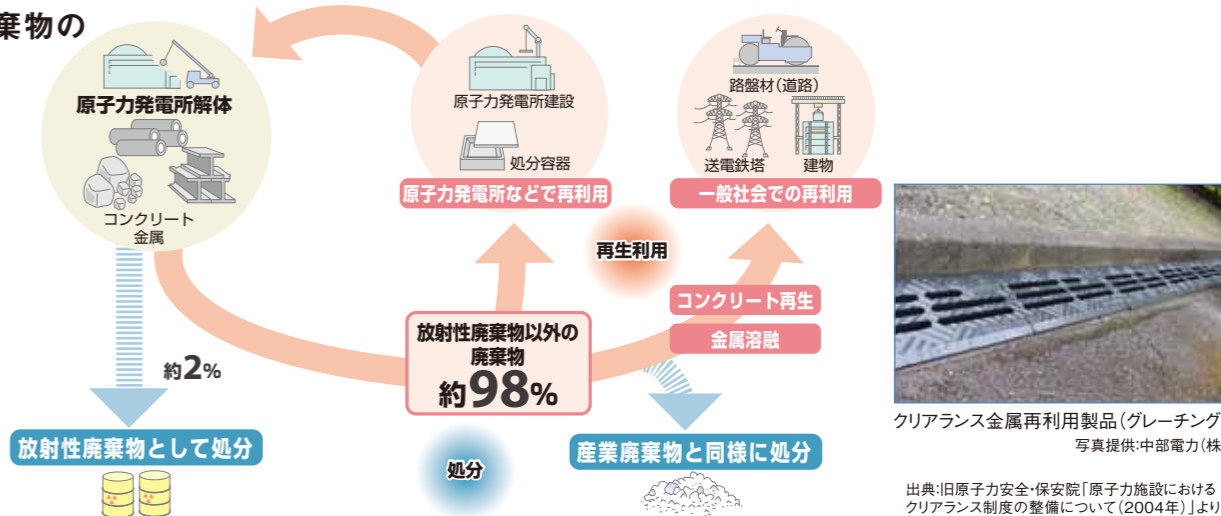 棄物の
原子力発電所解体
コンクリート
金属
原子力発電所建設
処分容器
原子力発電所などで再利用
路盤材(道路)
送電鉄塔
建物
一般社会での再利用
再生利用
コンクリート再生
金属溶融
放射性廃棄物以外の
廃棄物
約98%
約2%
放射性廃棄物として処分
処分
産業廃棄物と同様に処分
クリアランス金属再利用製品(グレーチング
写真提供:中部電力(株
出典:旧原子力安全・保安院「原子力施設における
クリアランス制度の整備について(2004年)」より